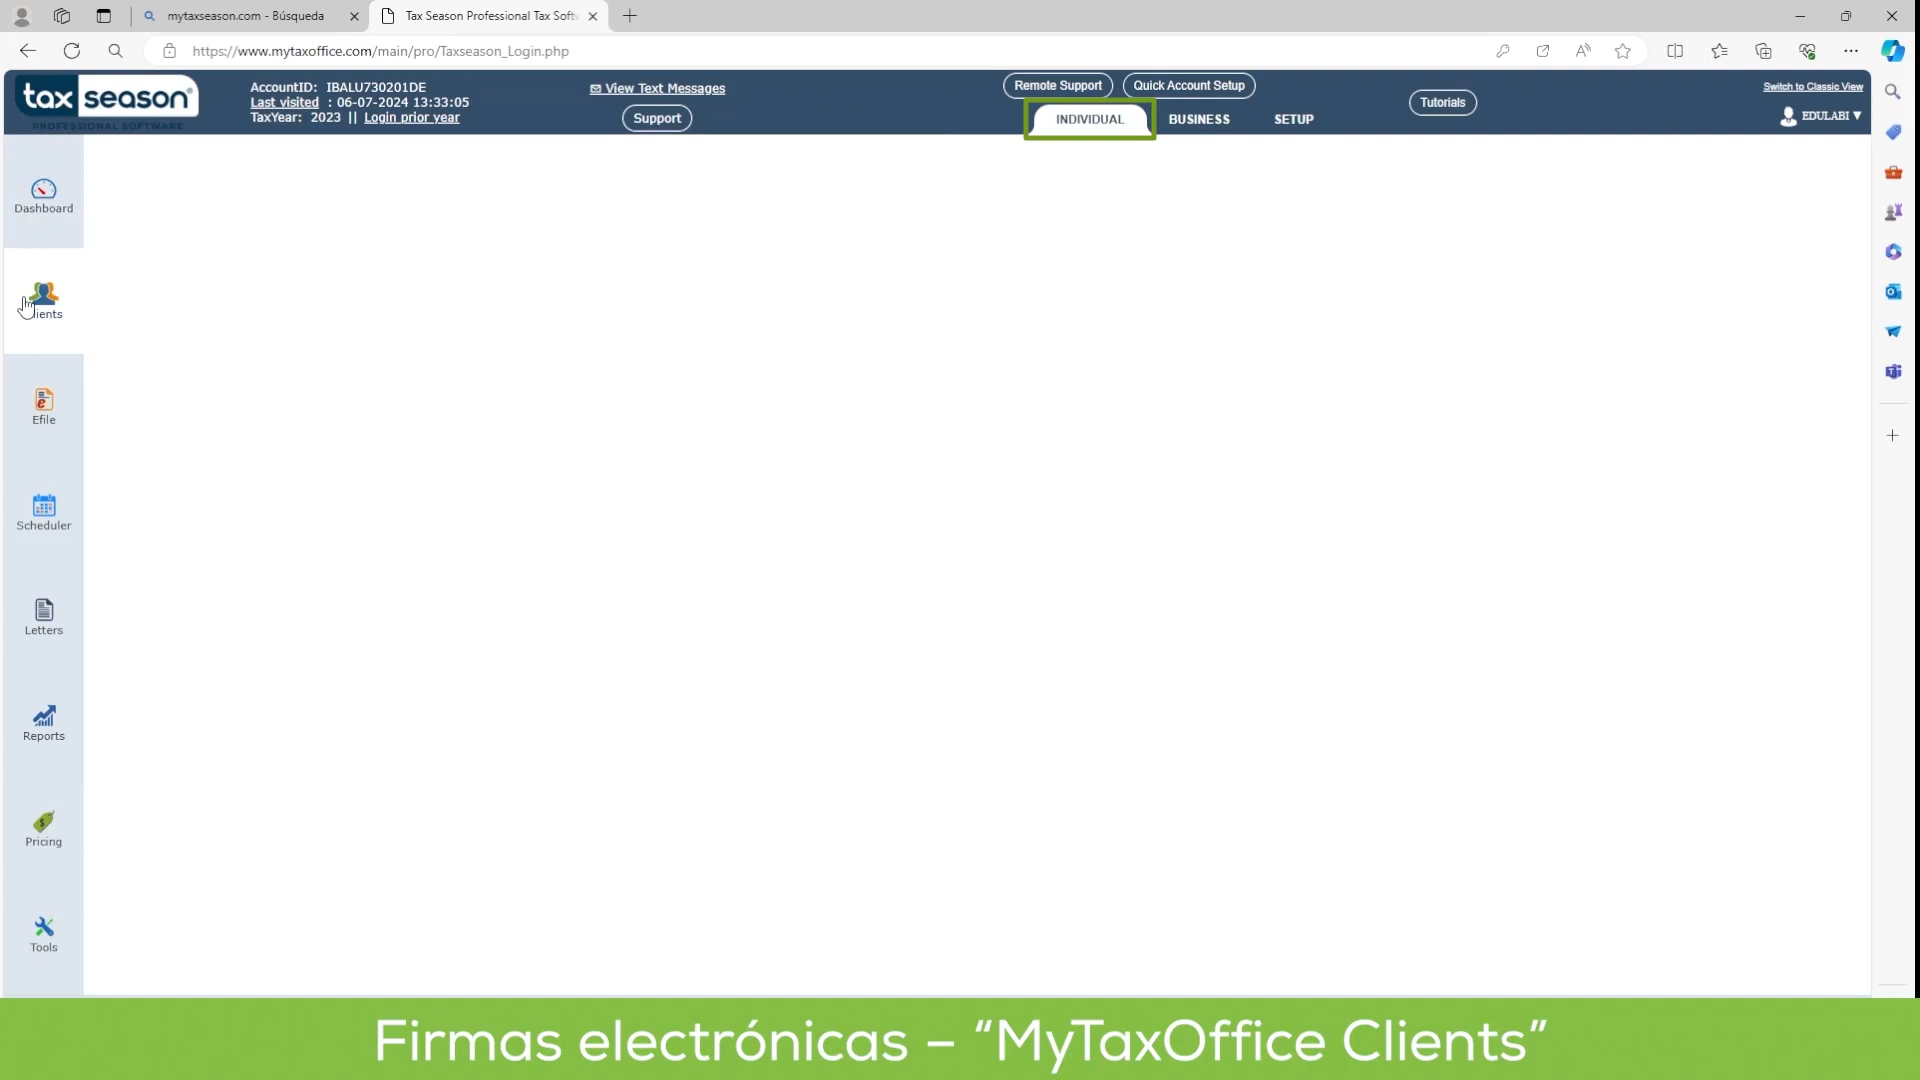 mytaxseason.com - Búsqueda
Tax Season Professional Tax Soft
https://www.mytaxoffice.com/main/pro/Taxseason_Login.php
tax season
PROFESSIONAL SOFTWARE
AccountID: IBALU730201DE
Last visited : 06-07-2024 13:33:05
TaxYear: 2023 || Login prior year
View Text Messages
Support
Remote Support
Quick Account Setup
INDIVIDUAL
BUSINESS
SETUP
Tutorials
Switch to Classic View
EDULABI ▼
Dashboard
lients
Efile
Scheduler
Letters
Reports
Pricing
Tools
Firmas electrónicas – “MyTaxOffice Clients”